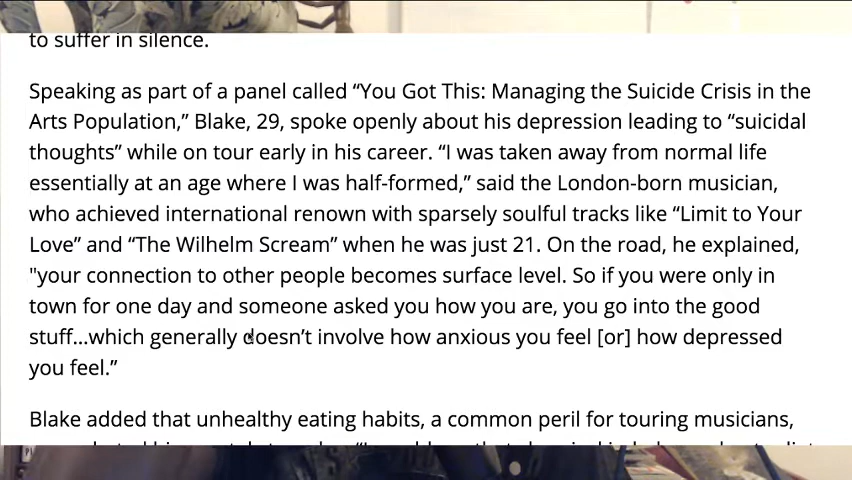 to suffer in silence.
Speaking as part of a panel called “You Got This: Managing the Suicide Crisis in the
Arts Population,” Blake, 29, spoke openly about his depression leading to “suicidal
thoughts” while on tour early in his career. “I was taken away from normal life
essentially at an age where I was half-formed,” said the London-born musician,
who achieved international renown with sparsely soulful tracks like “Limit to Your
Love” and “The Wilhelm Scream” when he was just 21. On the road, he explained,
"your connection to other people becomes surface level. So if you were only in
town for one day and someone asked you how you are, you go into the good
stuff...which generally doesn’t involve how anxious you feel [or] how depressed
you feel.”
Blake added that unhealthy eating habits, a common peril for touring musicians,